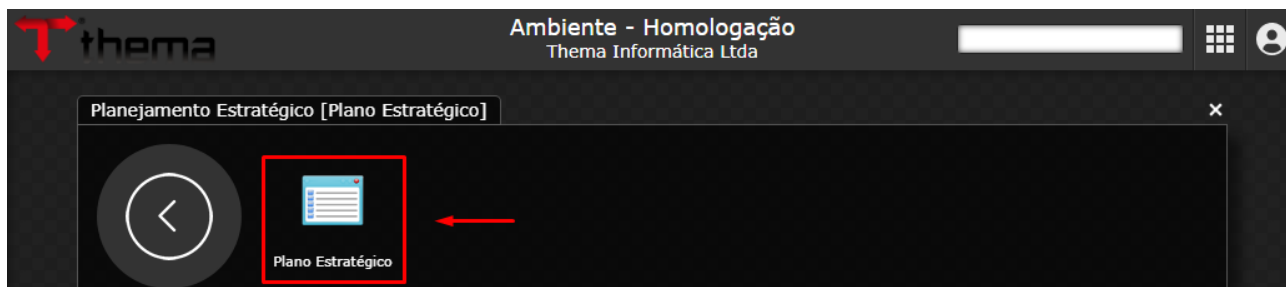 thema
Ambiente - Homologação
Thema Informática Ltda
Planejamento Estratégico [Plano Estratégico]
Plano Estratégico